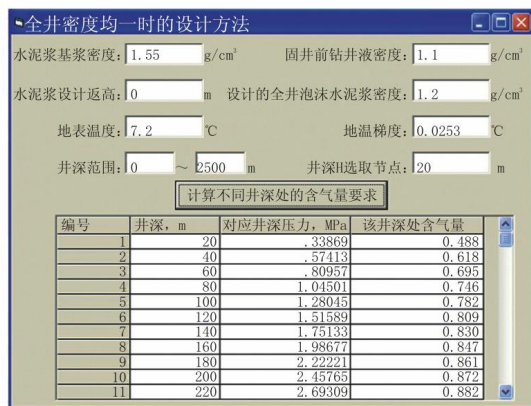 全井密度均一时的设计方法
水泥浆基浆密度: 1.55 g/cm³ 固井前钻井液密度: 1.1 g/cm³
水泥浆设计返高: 0 m 设计的全井泡沫水泥浆密度: 1.2 g/cm³
地表温度: 7.2 ℃ 地温梯度: 0.0253 ℃
井深范围: 0 ~ 2500 m 井深H选取节点: 20 m
计算不同井深处的含气量要求
编号 井深, m 对应井深压力, MPa 该井深处含气量
1 20 .33869 0.488
2 40 .57413 0.618
3 60 .80957 0.695
4 80 1.04501 0.746
5 100 1.28045 0.782
6 120 1.51589 0.809
7 140 1.75133 0.830
8 160 1.98677 0.847
9 180 2.22221 0.861
10 200 2.45765 0.872
11 220 2.69309 0.882